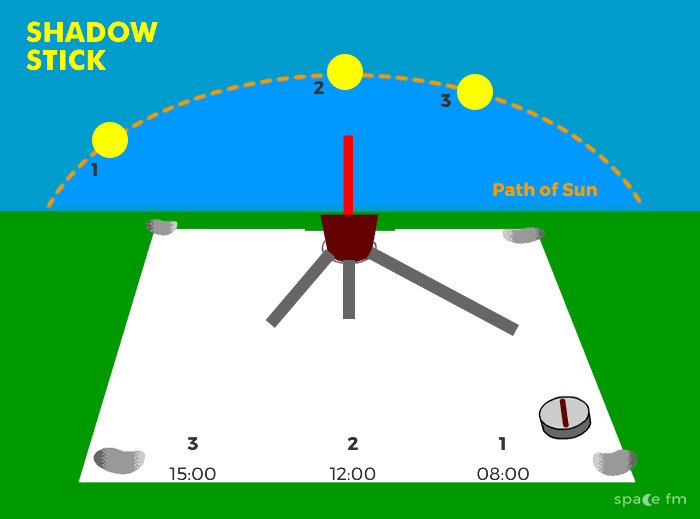 SHADOW
STICK
2
3
1
Path of Sun
3 2 1
15:00 12:00 08:00
space fm